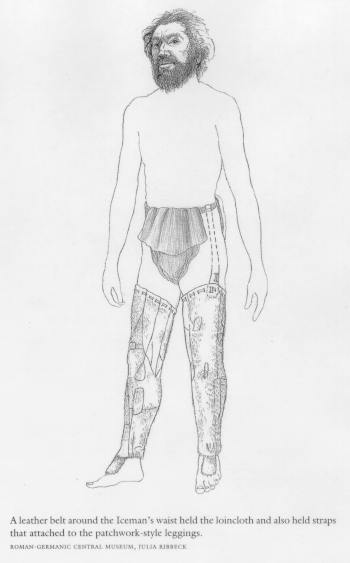 A leather belt around the Iceman's waist held the loincloth and also held straps
that attached to the patchwork-style leggings.
ROMAN-GERMANIC CENTRAL MUSEUM, JULIA RIBBECK